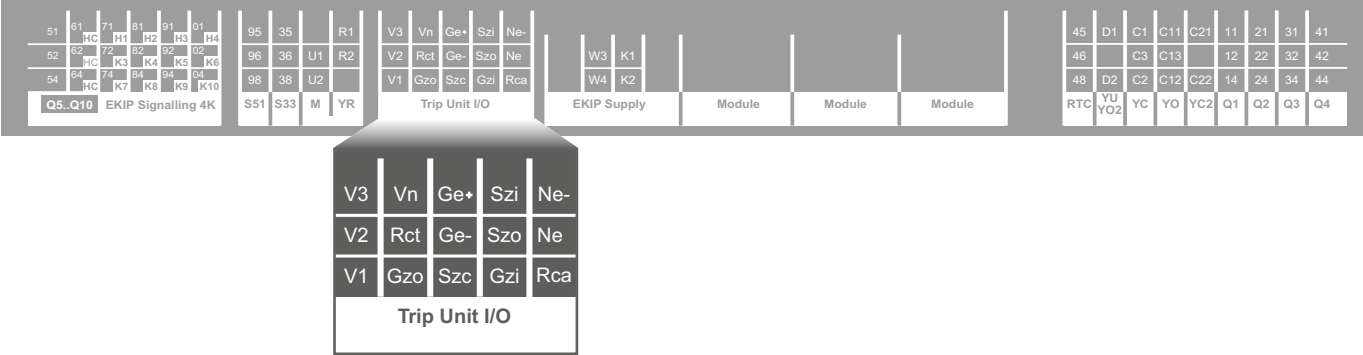 51 61 HC 71 H1 81 H2 91 H3 01 H4 95 35 R1 V3 Vn Ge+ Szi Ne- 45 D1 C1 C11 C21 11 21 31 41
52 62 HC 72 K3 82 K4 92 K5 02 K6 96 36 U1 R2 V2 Rct Ge- Szo Ne W3 K1 46 C3 C13 12 22 32 42
54 64 HC 74 K7 84 K8 94 K9 04 K10 98 38 U2 V1 Gzo Szc Gzi Rca W4 K2 48 D2 C2 C12 C22 14 24 34 44
Q5..Q10 EKIP Signalling 4K S51 S33 M YR Trip Unit I/O EKIP Supply Module Module Module RTC YU YO2 YC YO YC2 Q1 Q2 Q3 Q4
V3 Vn Ge+ Szi Ne-
V2 Rct Ge- Szo Ne
V1 Gzo Szc Gzi Rca
Trip Unit I/O